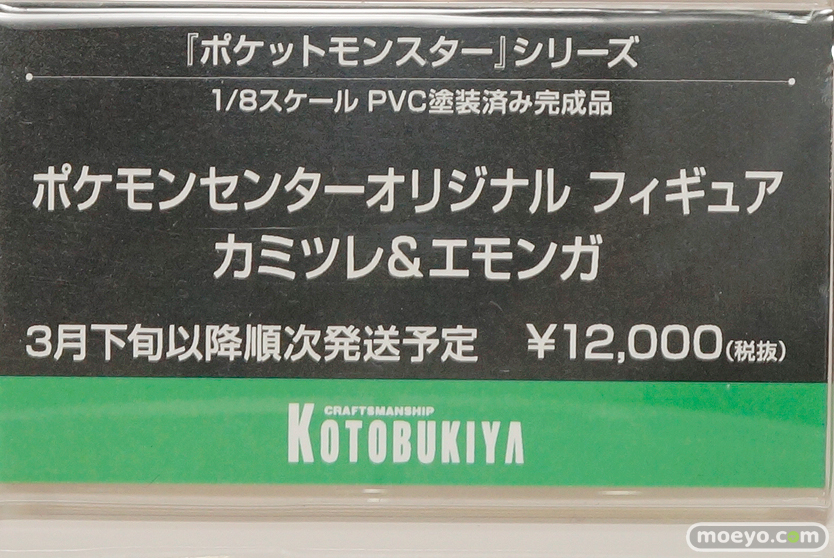 『ポケットモンスター』シリーズ
1/8スケール PVC塗装済み完成品
ポケモンセンターオリジナル フィギュア
カミツレ&エモンガ
3月下旬以降順次発送予定 ¥12,000(税抜)
CRAFTSMANSHIP
KOTOBUKIYA
moeyo.com